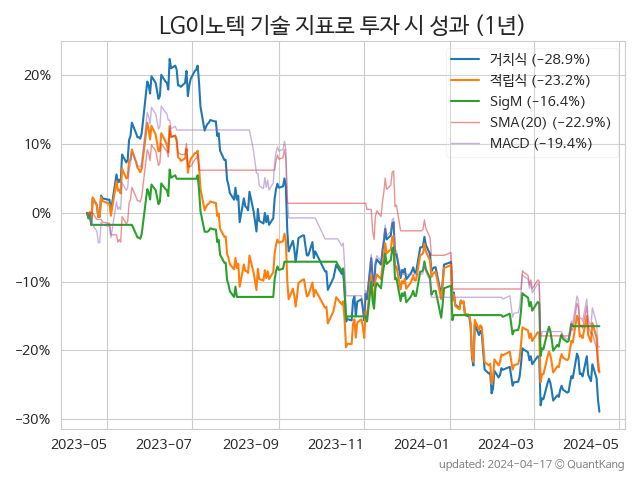 LG이노텍 기술 지표로 투자 시 성과 (1년)
거치식 (−28.9%)
적립식 (−23.2%)
SigM (−16.4%)
SMA(20) (−22.9%)
MACD (−19.4%)
20%
10%
0%
−10%
−20%
−30%
2023-05 2023-07 2023-09 2023-11 2024-01 2024-03 2024-05
updated: 2024-04-17 © QuantKang